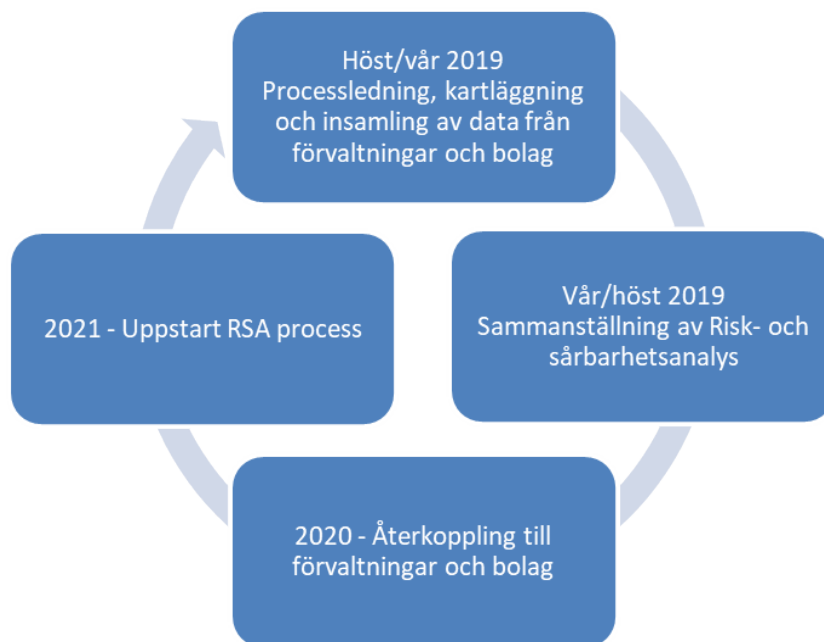 Höst/vår 2019
Processledning, kartläggning
och insamling av data från
förvaltningar och bolag
Vår/höst 2019
Sammanställning av Risk- och
sårbarhetsanalys
2020 - Återkoppling till
förvaltningar och bolag
2021 - Uppstart RSA process